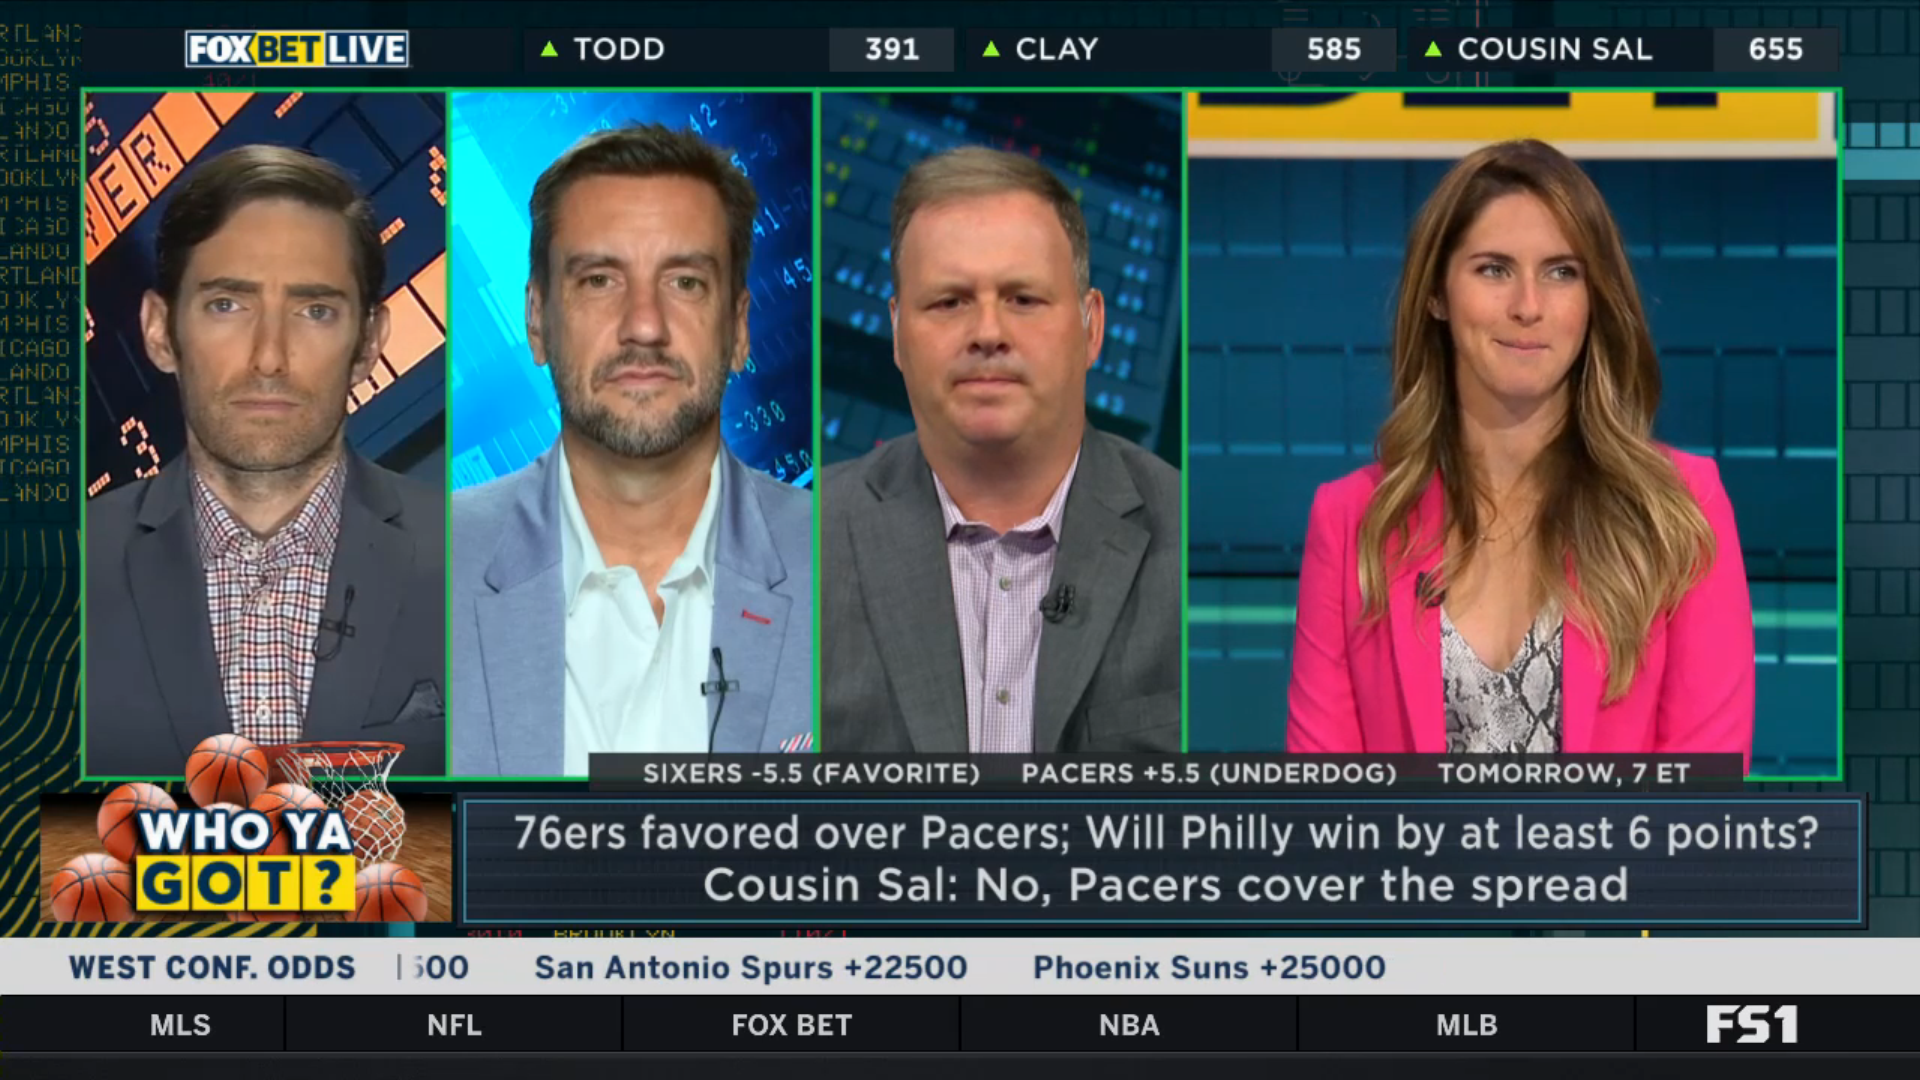 FOX BET LIVE
TODD 391
CLAY 585
COUSIN SAL 655
SIXERS -5.5 (FAVORITE) PACERS +5.5 (UNDERDOG) TOMORROW, 7 ET
WHO YA
GOT?
76ers favored over Pacers; Will Philly win by at least 6 points?
Cousin Sal: No, Pacers cover the spread
WEST CONF. ODDS 500 San Antonio Spurs +22500 Phoenix Suns +25000
MLS NFL FOX BET NBA MLB FS1